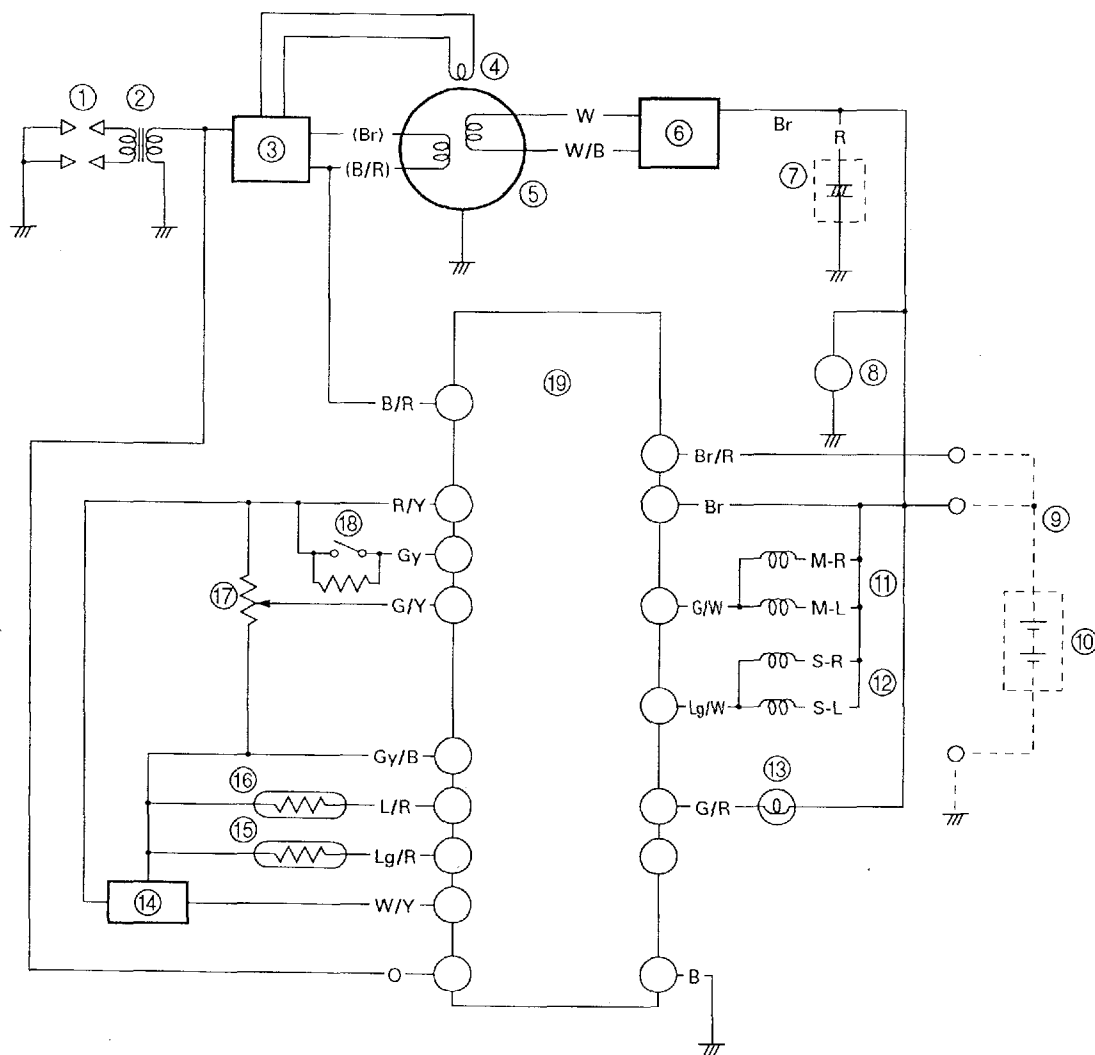 ① ② ③ ④
W
(Br)
(B/R)
W/B
⑤ ⑥
Br
R
⑦
⑧
⑲
B/R
Br/R
R/Y
Br
⑨
⑱
Gy
M-R
⑪
⑰
G/Y
G/W
M-L
⑩
S-R
⑫
Lg/W
S-L
Gy/B
⑬
⑯
L/R
G/R
⑮
Lg/R
⑭
W/Y
O
B